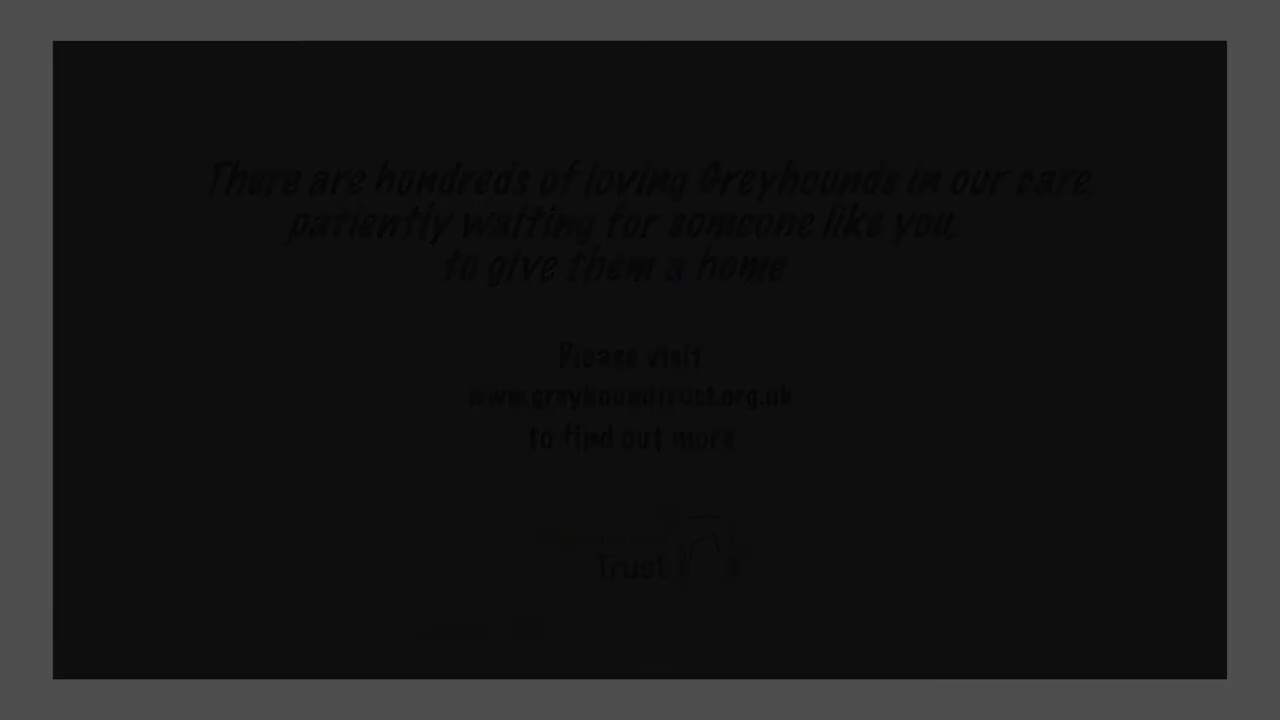 There are hundreds of loving Greyhounds in our care
patiently waiting for someone like you,
to give them a home
Please visit
www.greyhoundtrust.org.uk
to find out more
Trust